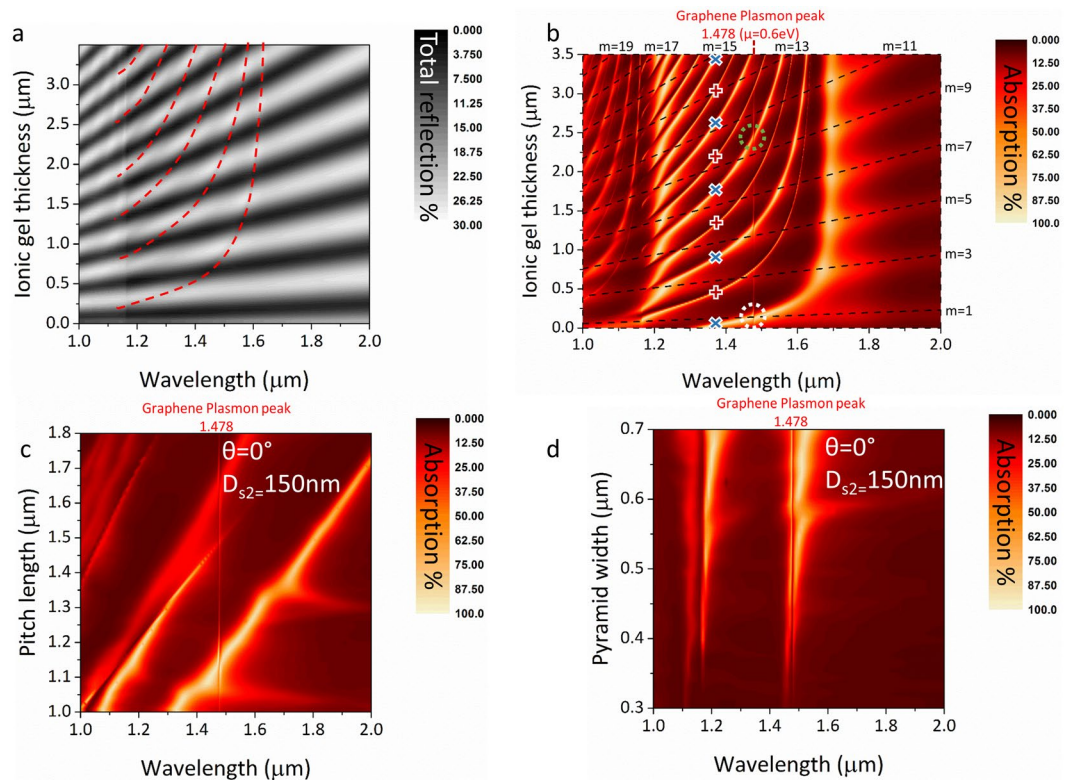 a
3.0
2.5
2.0
1.5
1.0
0.5
0.0
Ionic gel thickness (μm)
1.0 1.2 1.4 1.6 1.8 2.0
Wavelength (μm)
Total reflection %
0.000
3.750
7.500
11.25
15.00
18.75
22.50
26.25
30.00
b
Graphene Plasmon peak
1.478 (μ=0.6eV)
m=19 m=17 m=15 m=13 m=11
m=9
m=7
m=5
m=3
m=1
3.5
3.0
2.5
2.0
1.5
1.0
0.5
0.0
Ionic gel thickness (μm)
1.0 1.2 1.4 1.6 1.8 2.0
Wavelength (μm)
Absorption %
0.000
12.50
25.00
37.50
50.00
62.50
75.00
87.50
100.0
c
Graphene Plasmon peak
1.478
θ=0°
Ds2=150nm
1.8
1.7
1.6
1.5
1.4
1.3
1.2
1.1
1.0
Pitch length (μm)
1.0 1.2 1.4 1.6 1.8 2.0
Wavelength (μm)
Absorption %
0.000
12.50
25.00
37.50
50.00
62.50
75.00
87.50
100.0
d
Graphene Plasmon peak
1.478
θ=0°
Ds2=150nm
0.7
0.6
0.5
0.4
0.3
Pyramid width (μm)
1.0 1.2 1.4 1.6 1.8 2.0
Wavelength (μm)
Absorption %
0.000
12.50
25.00
37.50
50.00
62.50
75.00
87.50
100.0